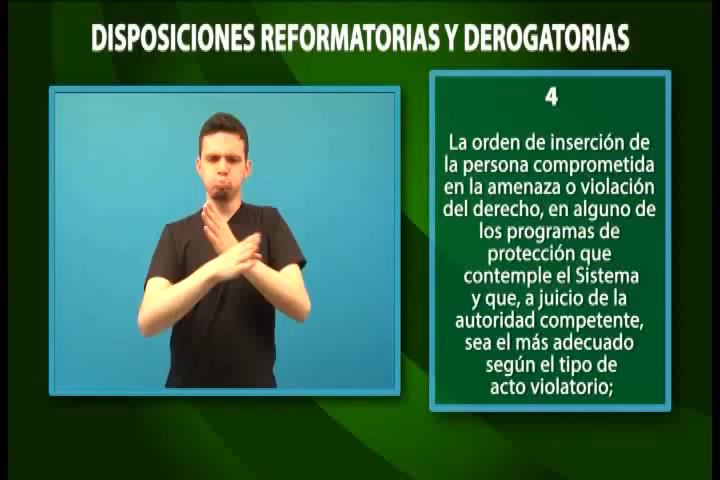 DISPOSICIONES REFORMATORIAS Y DEROGATORIAS
4
La orden de inserción de
la persona comprometida
en la amenaza o violación
del derecho, en alguno de
los programas de
protección que
contemple el Sistema
y que, a juicio de la
autoridad competente,
sea el más adecuado
según el tipo de
acto violatorio;